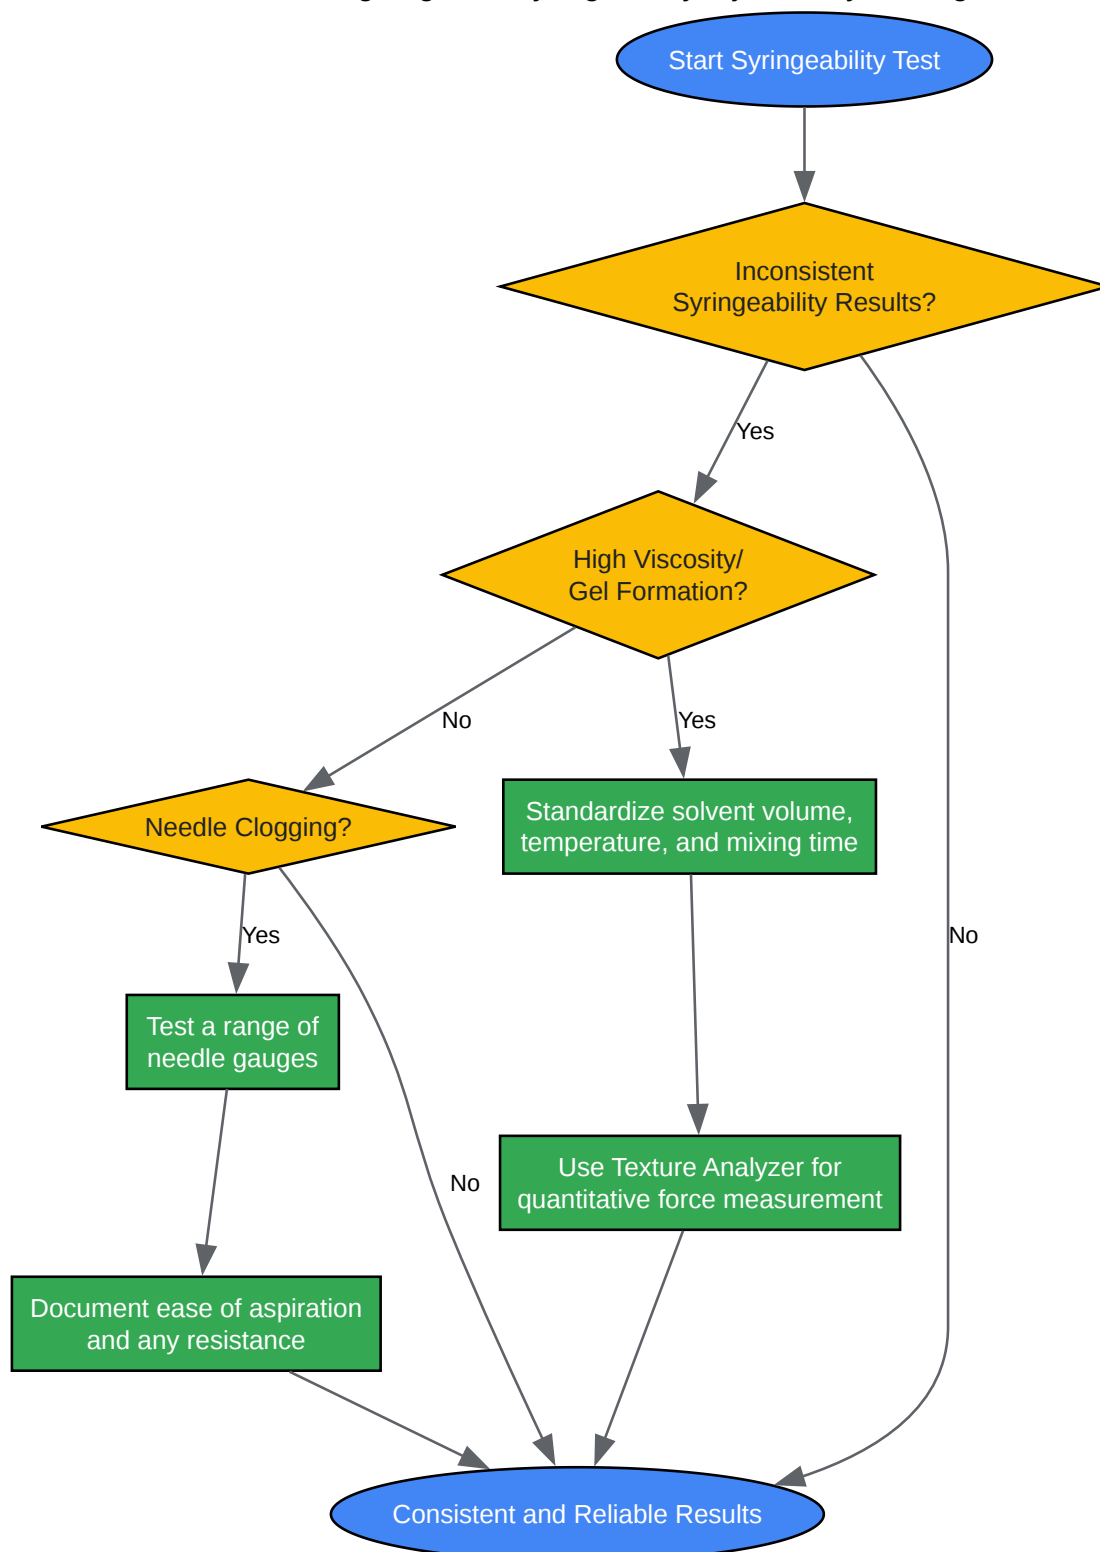 Start Syringeability Test
Inconsistent
Syringeability Results?
Yes
High Viscosity/
Gel Formation?
No
Yes
Needle Clogging?
Standardize solvent volume,
temperature, and mixing time
Yes
No
Test a range of
needle gauges
Use Texture Analyzer for
quantitative force measurement
No
Document ease of aspiration
and any resistance
Consistent and Reliable Results